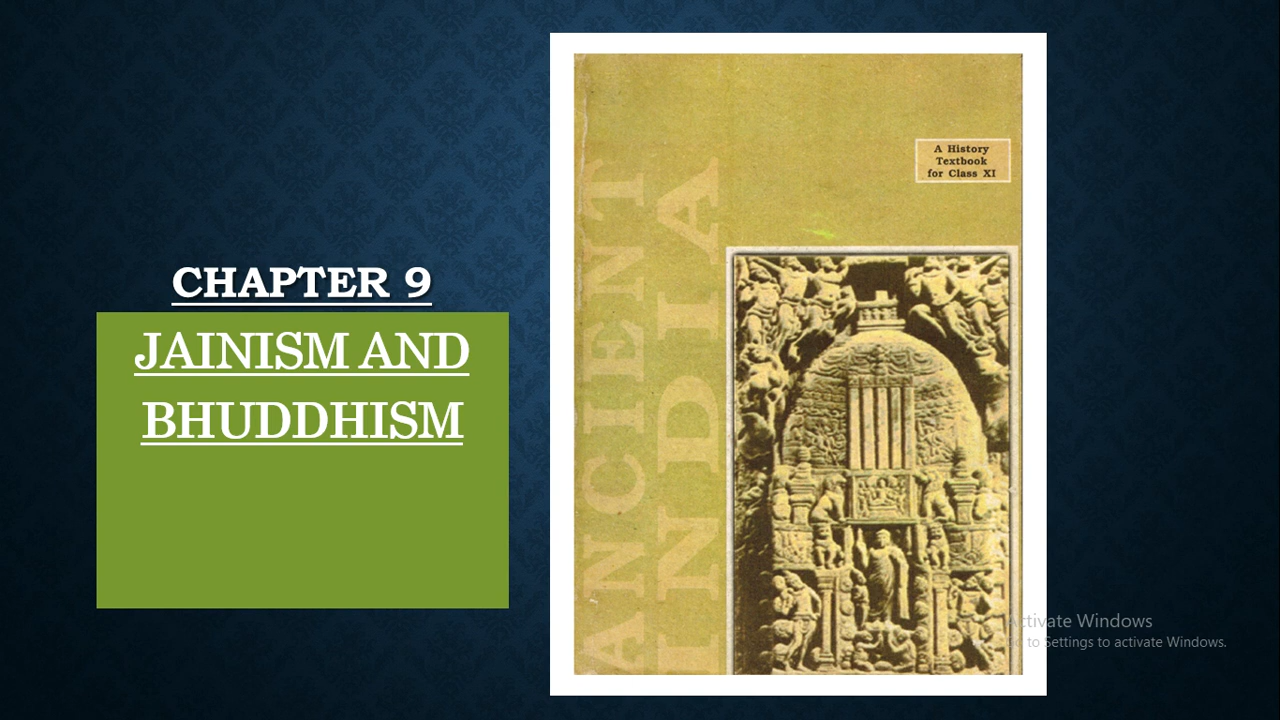 CHAPTER 9
JAINISM AND
BHUDDHISM
A History
Textbook
for Class XI
ANCIENT
INDIA
Activate Windows
Go to Settings to activate Windows.